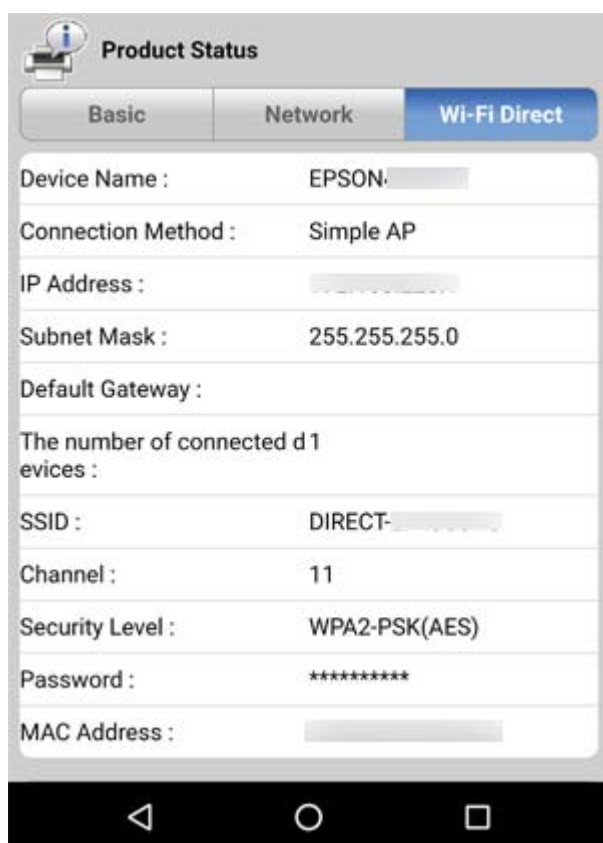 Product Status
Basic Network Wi-Fi Direct
Device Name : EPSON
Connection Method : Simple AP
IP Address :
Subnet Mask : 255.255.255.0
Default Gateway :
The number of connected d 1
evices :
SSID : DIRECT-
Channel : 11
Security Level : WPA2-PSK(AES)
Password : **********
MAC Address :